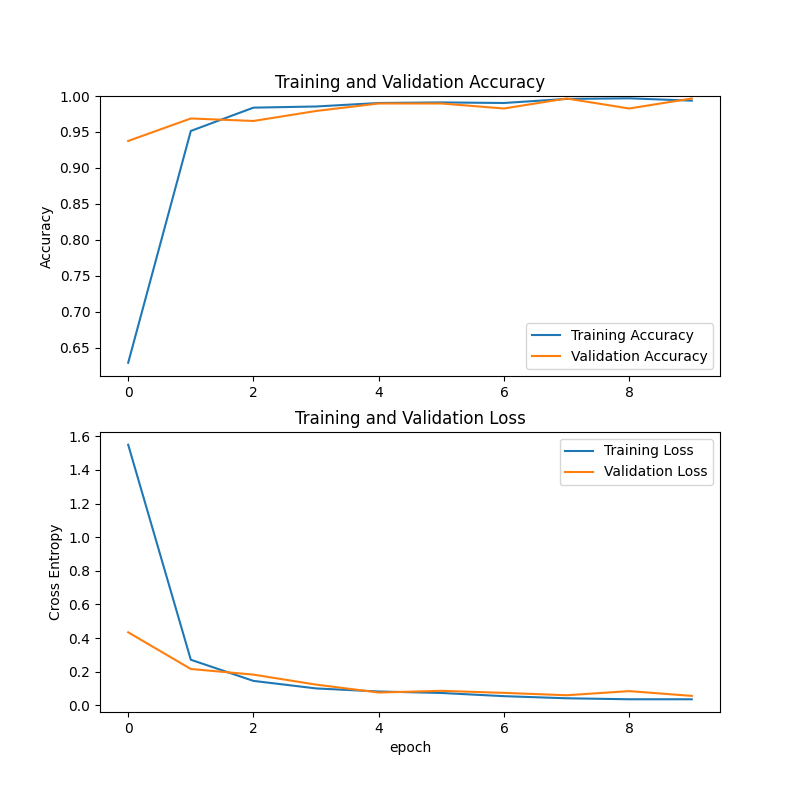 Training and Validation Accuracy
Accuracy
1.00
0.95
0.90
0.85
0.80
0.75
0.70
0.65
0 2 4 6 8
Training Accuracy
Validation Accuracy
Training and Validation Loss
Cross Entropy
1.6
1.4
1.2
1.0
0.8
0.6
0.4
0.2
0.0
Training Loss
Validation Loss
0 2 4 6 8
epoch